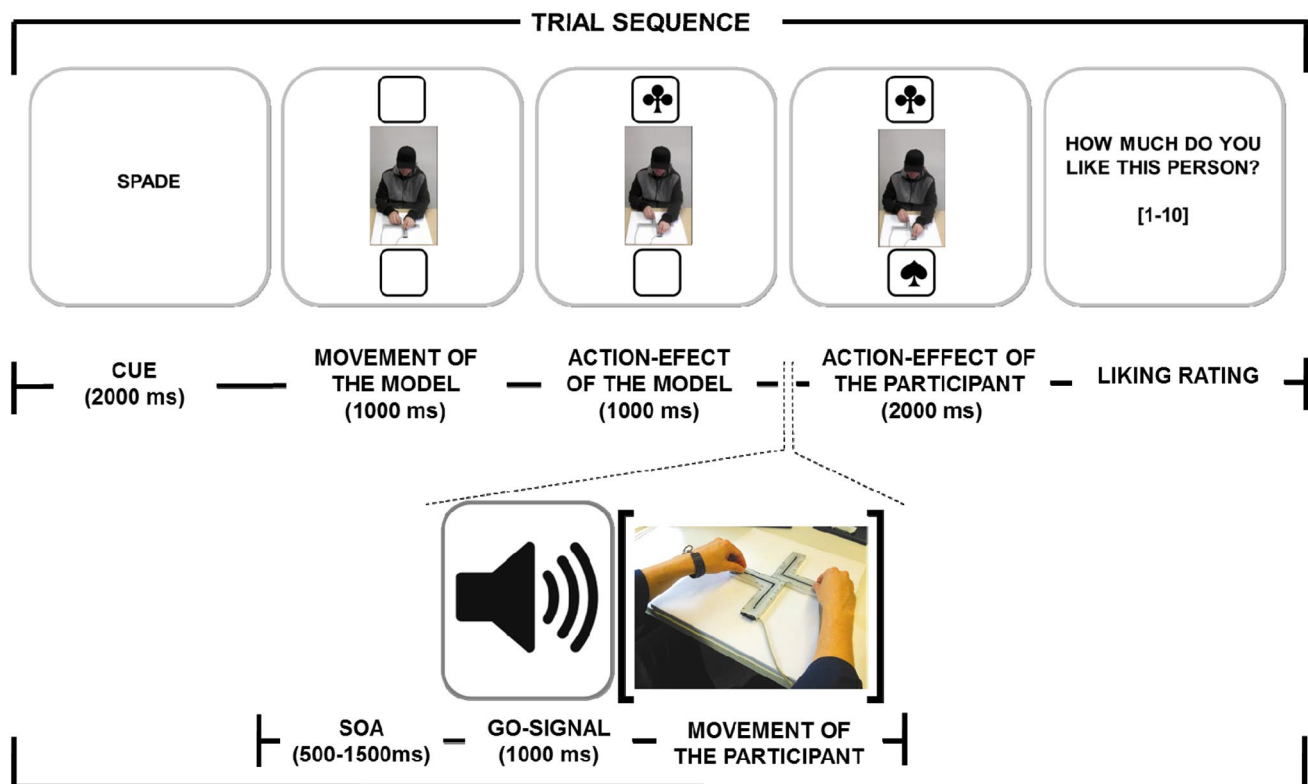 TRIAL SEQUENCE
SPADE
HOW MUCH DO YOU
LIKE THIS PERSON?
[1-10]
CUE
(2000 ms)
MOVEMENT OF
THE MODEL
(1000 ms)
ACTION-EFECT
OF THE MODEL
(1000 ms)
ACTION-EFFECT OF
THE PARTICIPANT
(2000 ms)
LIKING RATING
SOA
(500-1500ms)
GO-SIGNAL
(1000 ms)
MOVEMENT OF
THE PARTICIPANT